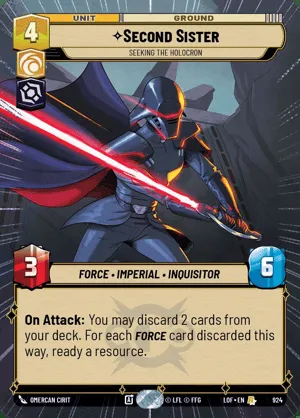 UNIT GROUND
4
✧SECOND SISTER
SEEKING THE HOLOCRON
3
FORCE • IMPERIAL • INQUISITOR
6
On Attack: You may discard 2 cards from
your deck. For each FORCE card discarded this
way, ready a resource.
OMERCAN CIRIT © LFL © FFG LOF • EN 924